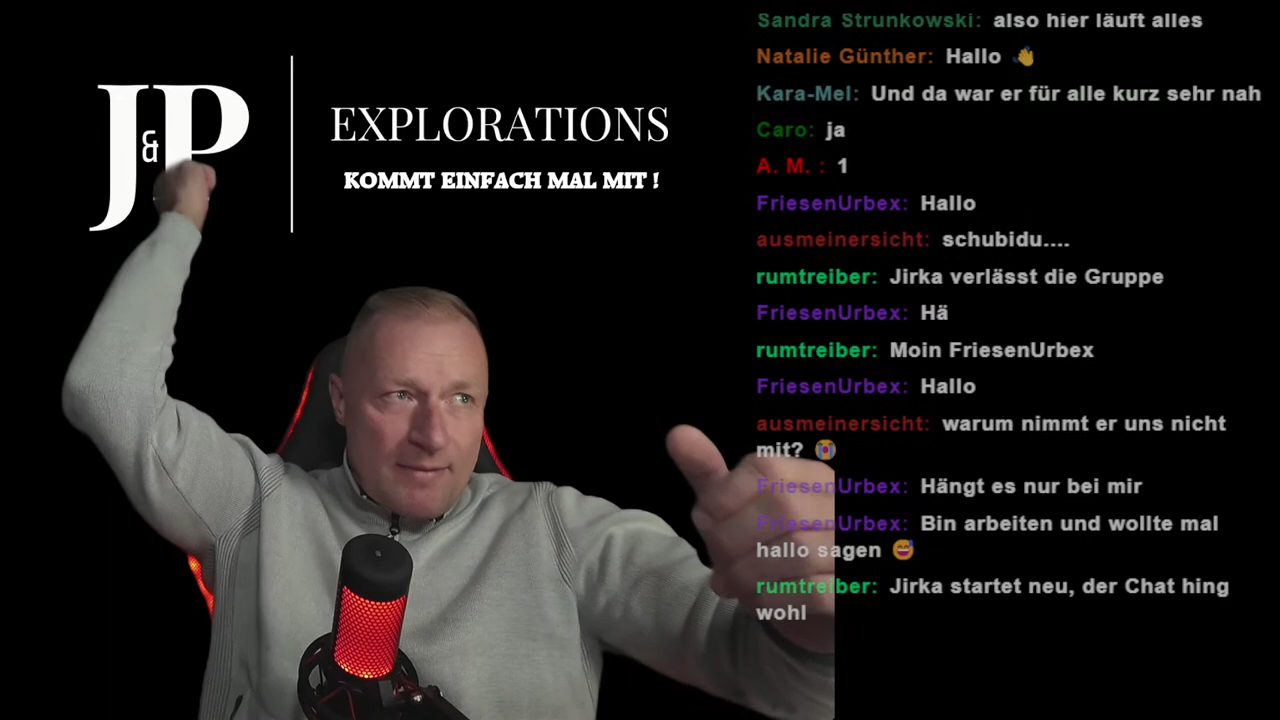 J&P
EXPLORATIONS
KOMMT EINFACH MAL MIT !
Sandra Strunkowski: also hier läuft alles
Natalie Günther: Hallo 👋
Kara-Mel: Und da war er für alle kurz sehr nah
Caro: ja
A. M. : 1
FriesenUrbex: Hallo
ausmeinersicht: schubidu....
rumtreiber: Jirka verlässt die Gruppe
FriesenUrbex: Hä
rumtreiber: Moin FriesenUrbex
FriesenUrbex: Hallo
ausmeinersicht: warum nimmt er uns nicht
mit? 😭
FriesenUrbex: Hängt es nur bei mir
FriesenUrbex: Bin arbeiten und wollte mal
hallo sagen 😅
rumtreiber: Jirka startet neu, der Chat hing
wohl